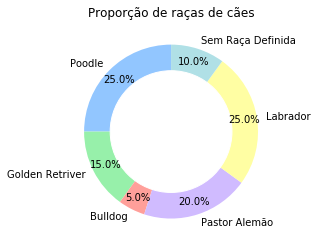 Proporção de raças de cães
Sem Raça Definida
10.0%
Poodle
25.0%
Labrador
25.0%
Golden Retriver
15.0%
Bulldog
5.0%
Pastor Alemão
20.0%